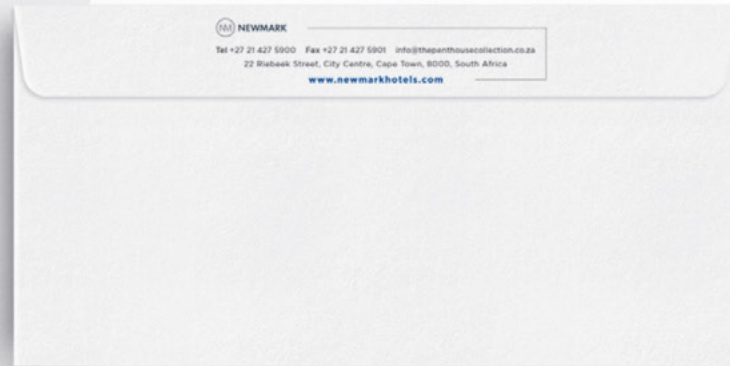 NM NEWMARK
Tel +27 21 427 5900 Fax +27 21 427 5901 info@thepenthousecollection.co.za
22 Riebeek Street, City Centre, Cape Town, 8000, South Africa
www.newmarkhotels.com